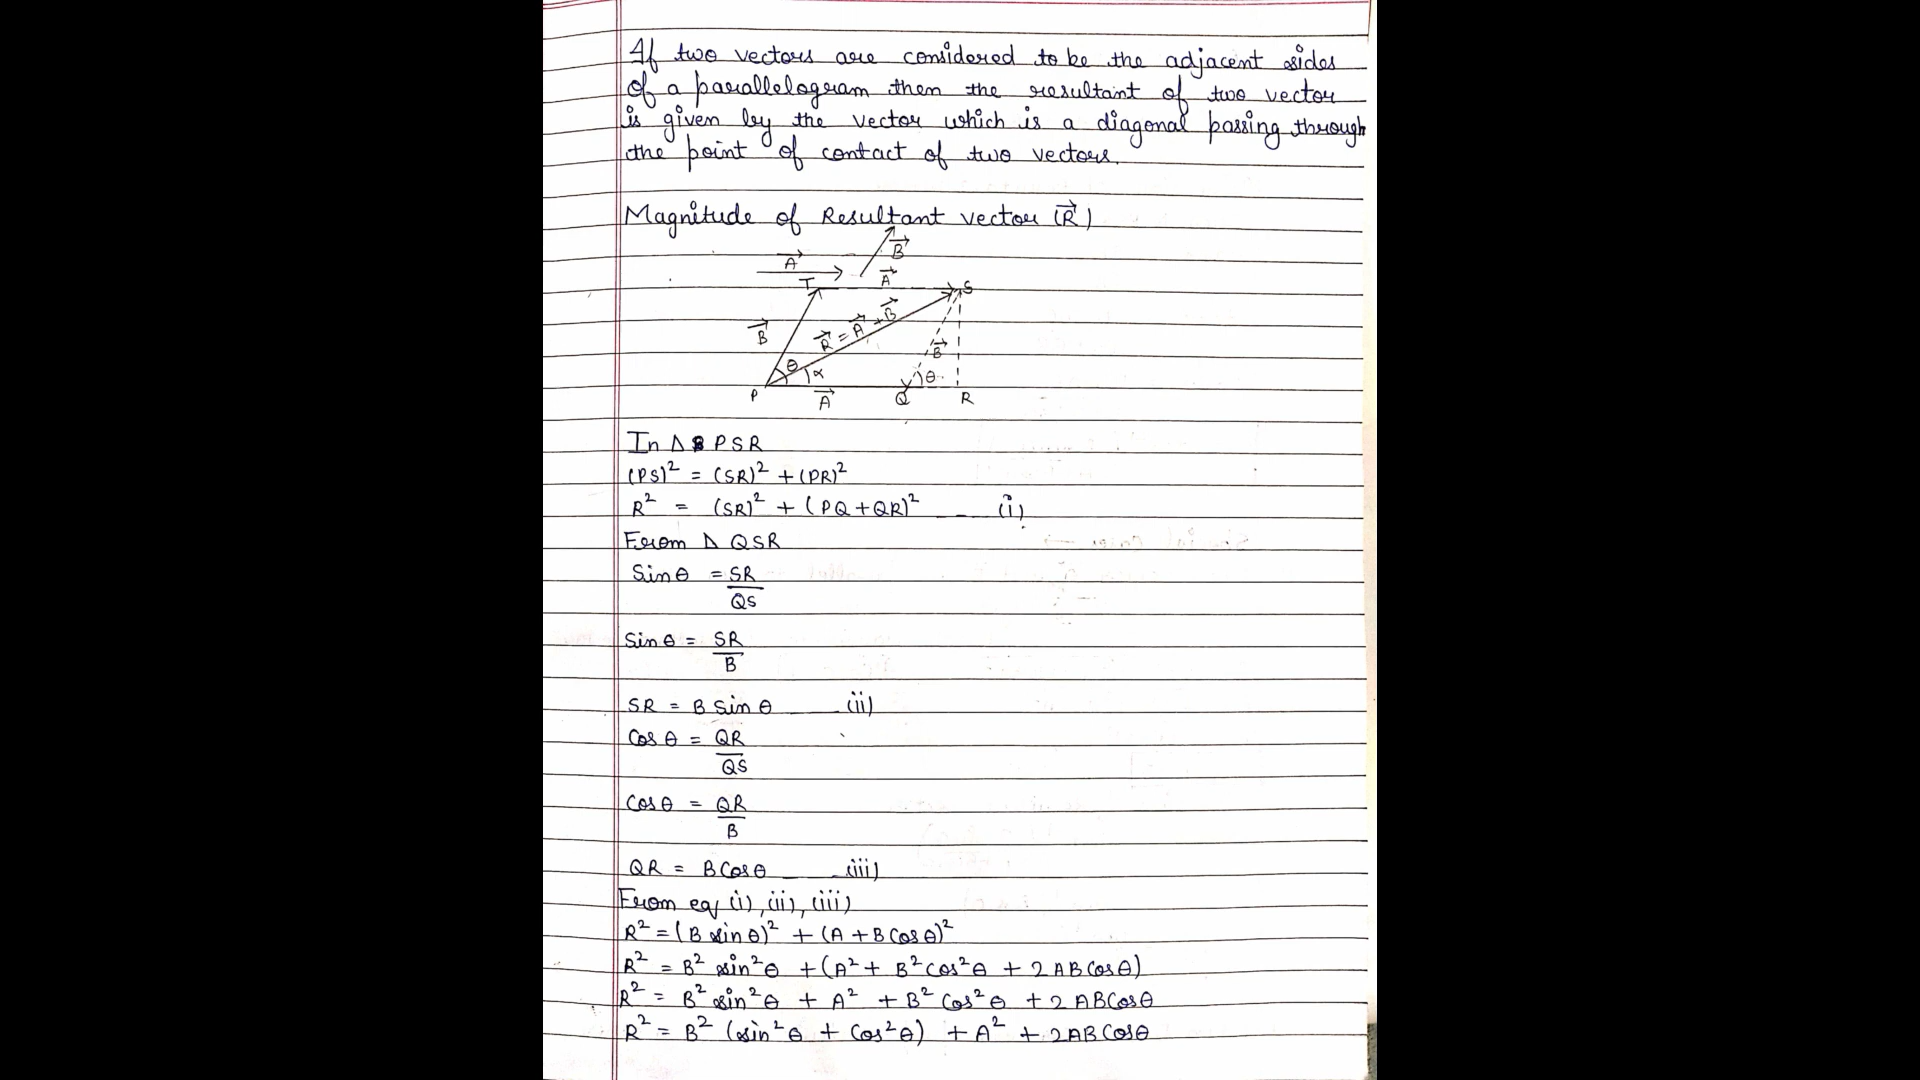 If two vectors are considered to be the adjacent sides
of a parallelogram then the resultant of two vector
is given by the vector which is a diagonal passing through
the point of contact of two vectors.
Magnitude of Resultant vector (R⃗)
B⃗
A⃗
A⃗
T
S
B⃗
R⃗ = A⃗ + B⃗
B⃗
θ
α
θ
P
A⃗
Q
R
In Δ PSR
(PS)² = (SR)² + (PR)²
R² = (SR)² + (PQ + QR)² _ _ (i)
From Δ QSR
Sin θ = SR/QS
Sin θ = SR/B
SR = B Sin θ _ _ (ii)
Cos θ = QR/QS
Cos θ = QR/B
QR = B Cos θ _ _ (iii)
From eq (i), (ii), (iii)
R² = (B sin θ)² + (A + B Cos θ)²
R² = B² sin²θ + (A² + B² cos²θ + 2AB Cos θ)
R² = B² sin²θ + A² + B² Cos²θ + 2 AB Cos θ
R² = B² (sin²θ + Cos²θ) + A² + 2AB Cos θ